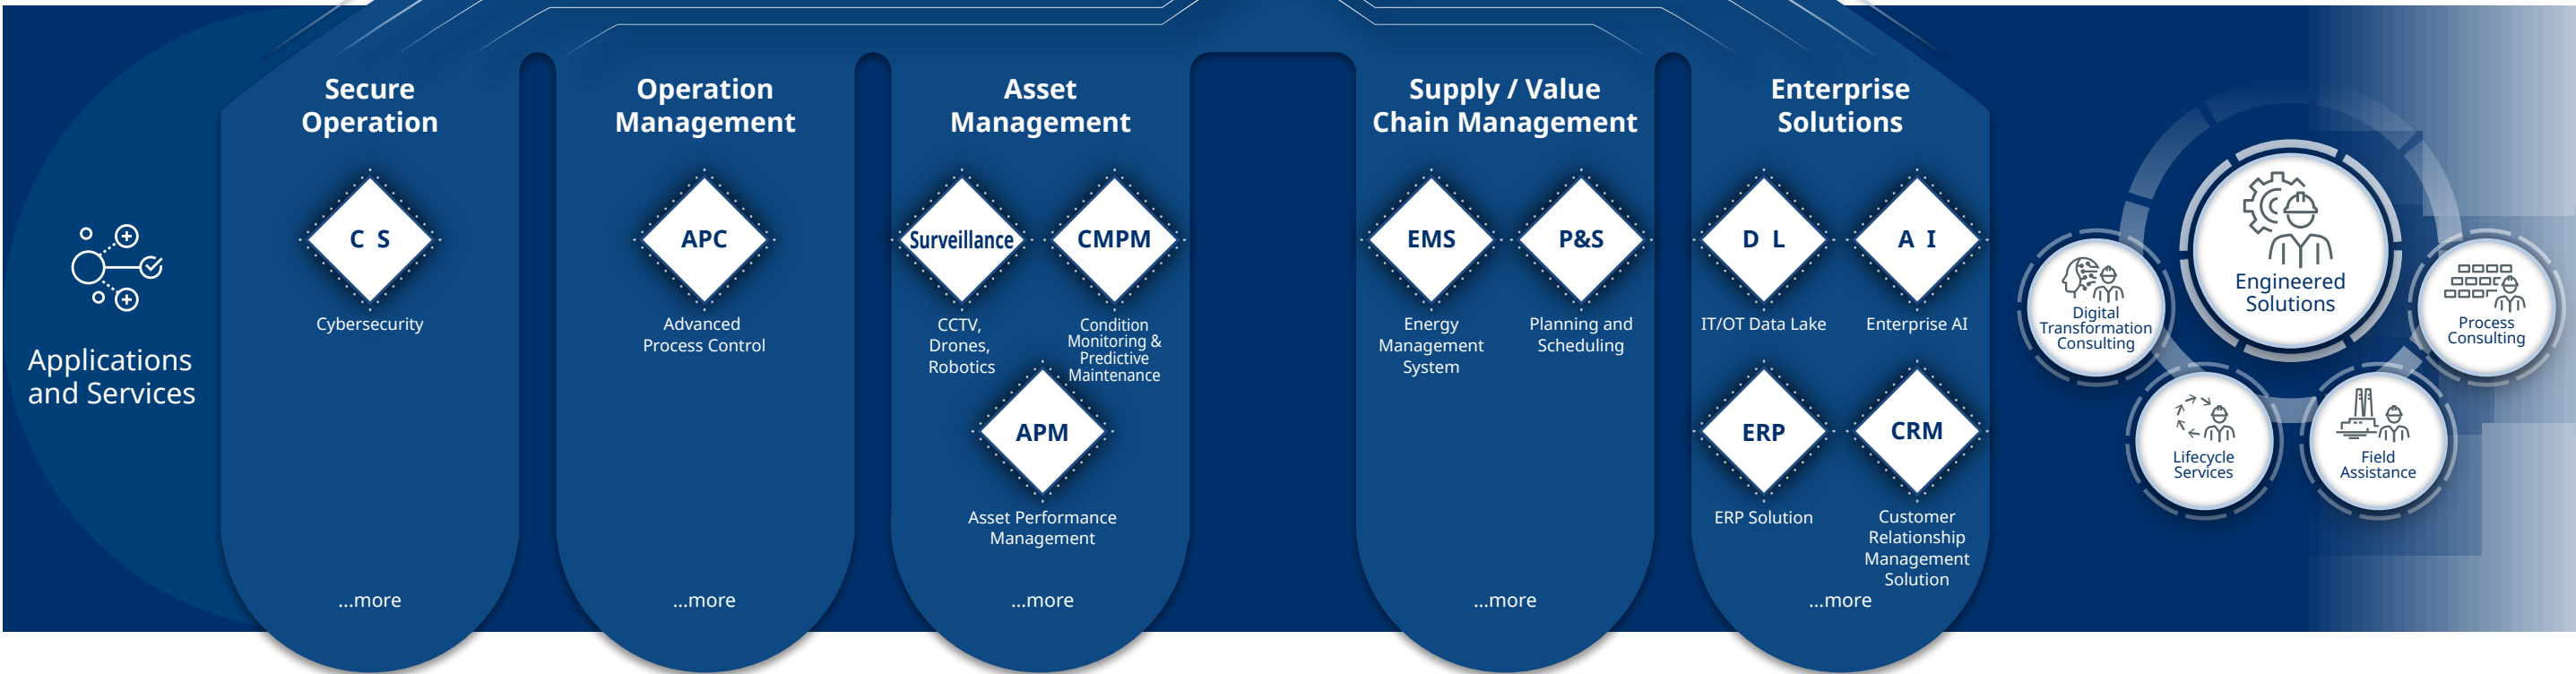 Applications
and Services
Secure
Operation
C S
Cybersecurity
...more
Operation
Management
APC
Advanced
Process Control
...more
Asset
Management
Surveillance
CCTV,
Drones,
Robotics
CMPM
Condition
Monitoring &
Predictive
Maintenance
APM
Asset Performance
Management
...more
Supply / Value
Chain Management
EMS
Energy
Management
System
P&S
Planning and
Scheduling
...more
Enterprise
Solutions
D L
IT/OT Data Lake
A I
Enterprise AI
ERP
ERP Solution
CRM
Customer
Relationship
Management
Solution
...more
Engineered
Solutions
Digital
Transformation
Consulting
Lifecycle
Services
Field
Assistance
Process
Consulting